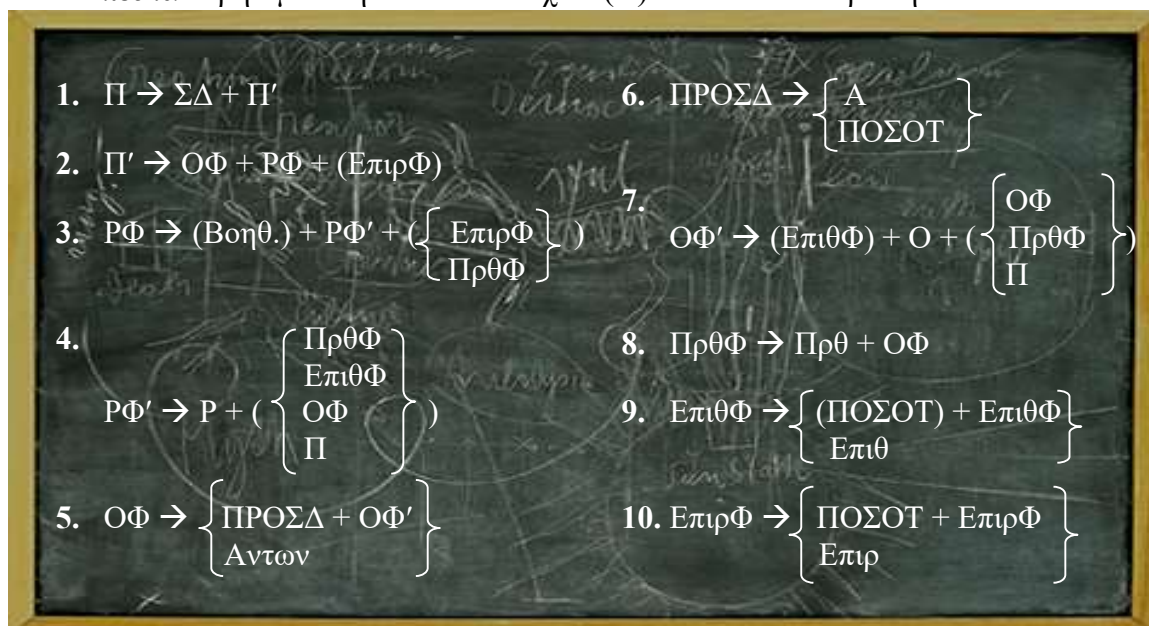 1. Π → ΣΔ + Π′
2. Π′ → ΟΦ + ΡΦ + (ΕπιρΦ)
3. ΡΦ → (Βοηθ.) + ΡΦ′ + ({ ΕπιρΦ } )
ΠρθΦ
4.
ΠρθΦ
ΕπιθΦ
ΡΦ′ → Ρ + ( { ΟΦ } )
Π
5. ΟΦ → { ΠΡΟΣΔ + ΟΦ′ }
Αντων
6. ΠΡΟΣΔ → { Α }
ΠΟΣΟΤ
7.
ΟΦ
ΟΦ′ → (ΕπιθΦ) + Ο + ( { ΠρθΦ } )
Π
8. ΠρθΦ → Πρθ + ΟΦ
9. ΕπιθΦ → { (ΠΟΣΟΤ) + ΕπιθΦ }
Επιθ
10. ΕπιρΦ → { ΠΟΣΟΤ + ΕπιρΦ }
Επιρ